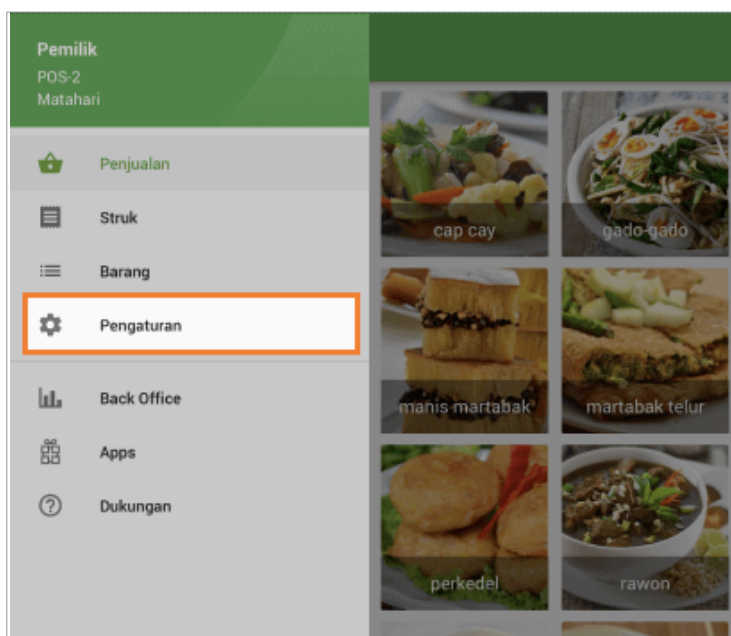 Pemilik
POS-2
Matahari
Penjualan
Struk
Barang
Pengaturan
Back Office
Apps
Dukungan
cap cay
gado-gado
manis martabak
martabak telur
perkedel
rawon